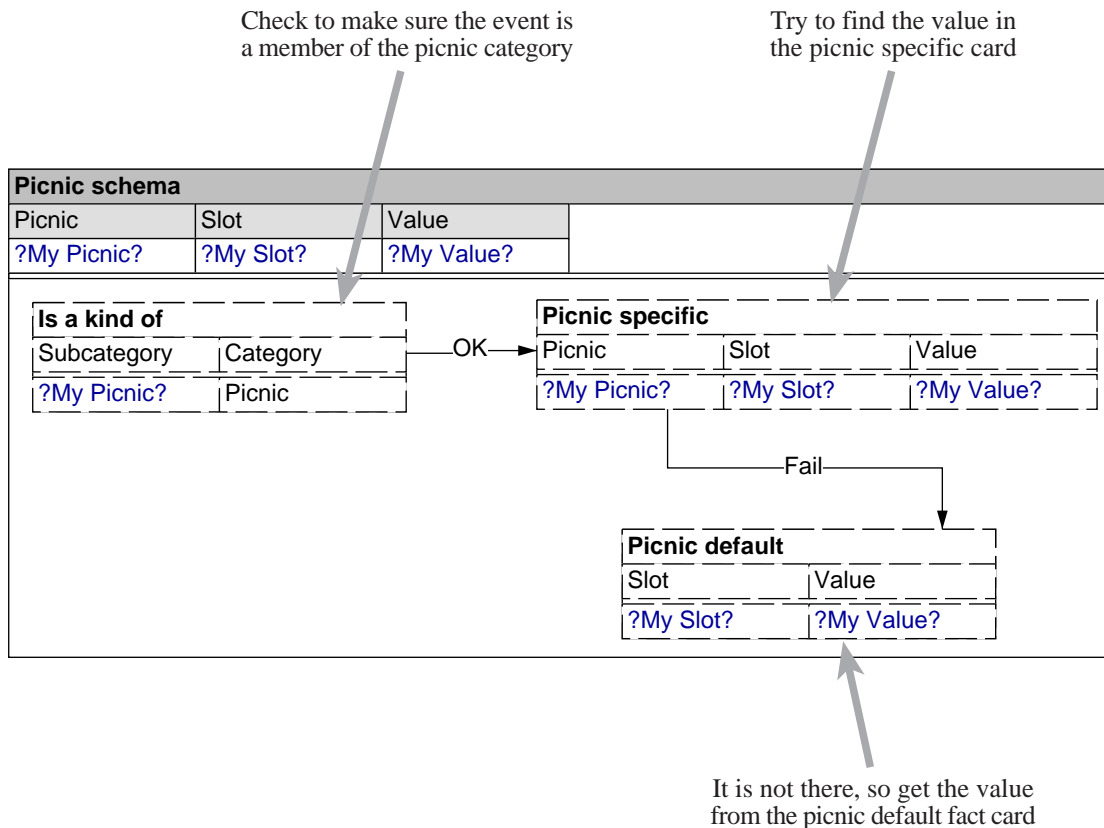 Check to make sure the event is
a member of the picnic category
Try to find the value in
the picnic specific card
Picnic schema
Picnic Slot Value
?My Picnic? ?My Slot? ?My Value?
Is a kind of
Subcategory Category
?My Picnic? Picnic
OK
Picnic specific
Picnic Slot Value
?My Picnic? ?My Slot? ?My Value?
Fail
Picnic default
Slot Value
?My Slot? ?My Value?
It is not there, so get the value
from the picnic default fact card